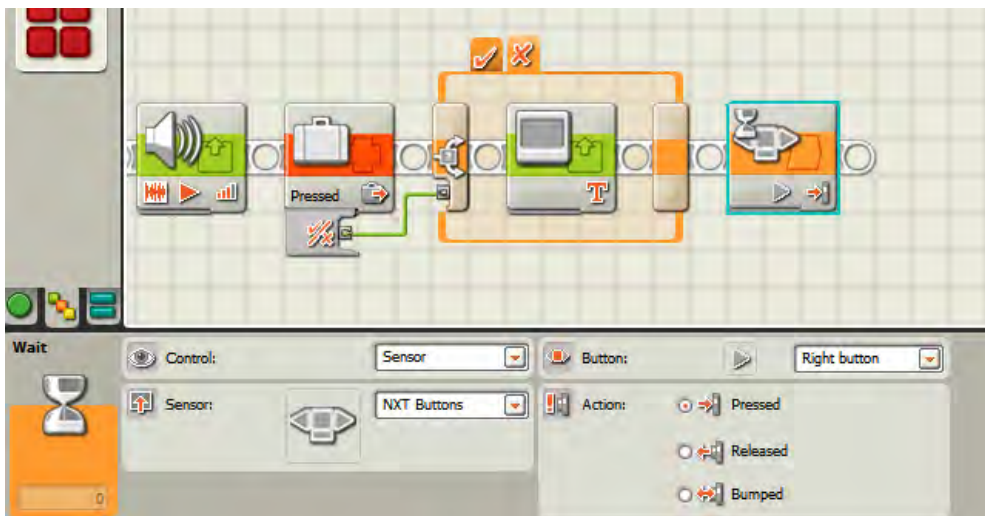 Pressed
T
Wait
Control:
Sensor
Button:
Right button
Sensor:
NXT Buttons
Action:
Pressed
Released
Bumped
0